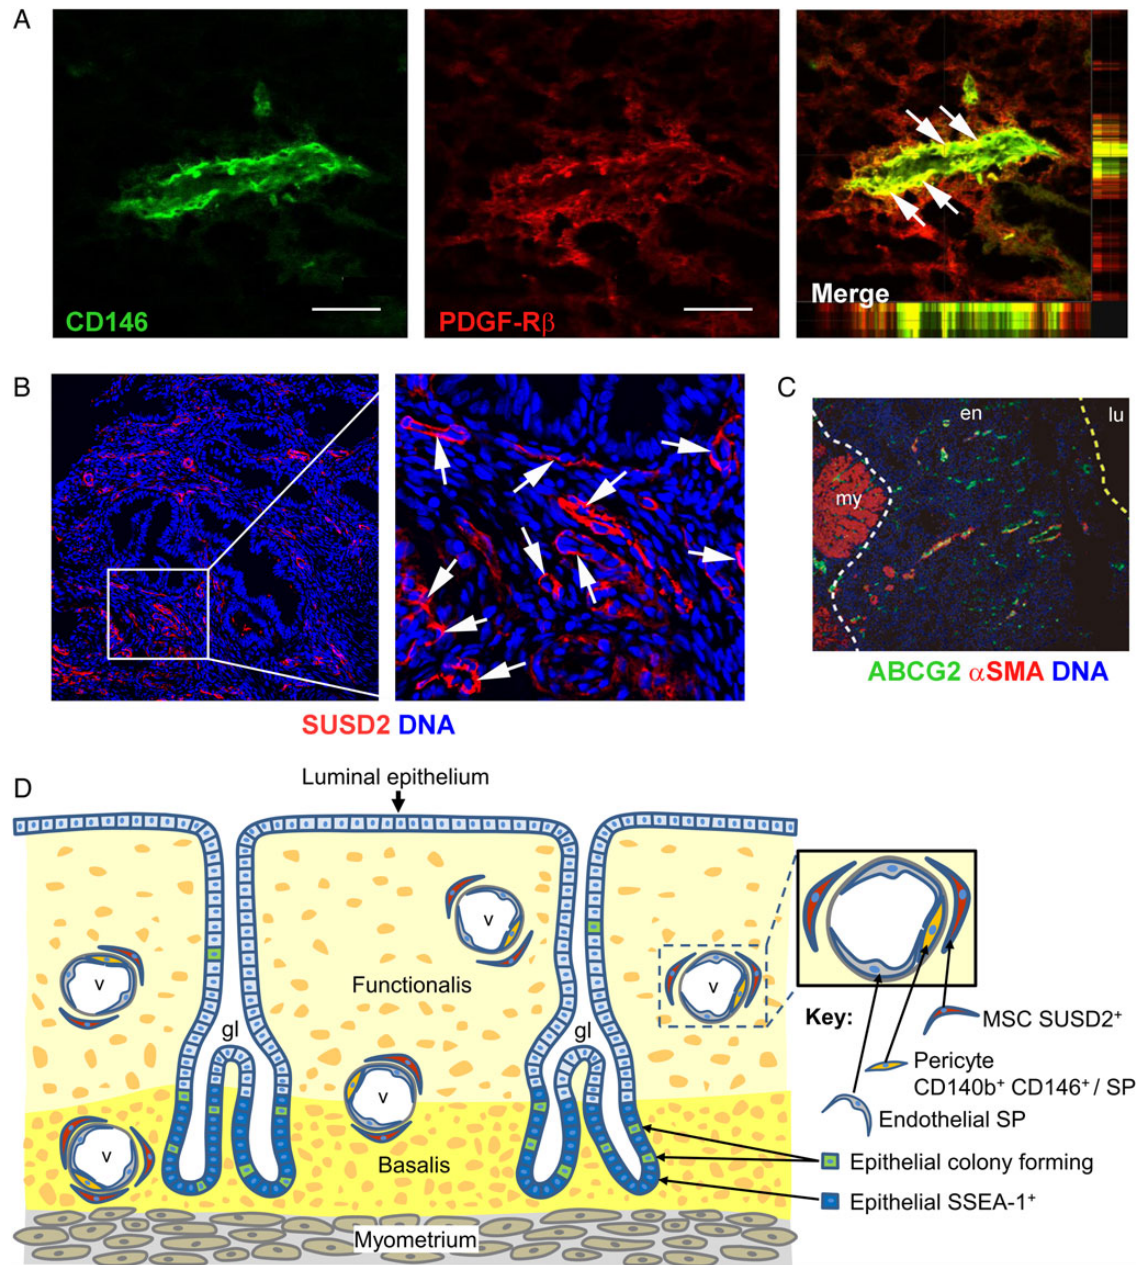 A
CD146
PDGF-Rβ
Merge
B
SUSD2 DNA
C
en
lu
my
ABCG2 αSMA DNA
D
Luminal epithelium
v
v
Functionalis
v
gl
gl
v
v
Basalis
Myometrium
Key:
MSC SUSD2⁺
Pericyte
CD140b⁺ CD146⁺ / SP
Endothelial SP
Epithelial colony forming
Epithelial SSEA-1⁺